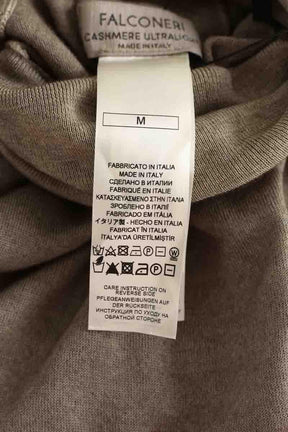 FALCONERI
CASHMERE ULTRALIGHT
MADE IN ITALY
M
FABBRICATO IN ITALIA
MADE IN ITALY
СДЕЛАНО В ИТАЛИИ
FABRIQUÉ EN ITALIE
ΚΑΤΑΣΚΕΥΑΣΜΕΝΟ ΣΤΗΝ ΙΤΑΛΙΑ
ЗРОБЛЕНО В ІТАЛІЇ
FABRICADO EM ITÁLIA
イタリア製 - HECHO EN ITALIA
FABRICAT ÎN ITALIA
ITALYA'DA ÜRETİLMİŞTİR
CARE INSTRUCTION ON
REVERSE SIDE
PFLEGEANWEISUNGEN AUF
DER RÜCKSEITE
ИНСТРУКЦИЯ ПО УХОДУ НА
ОБРАТНОЙ СТОРОНЕ